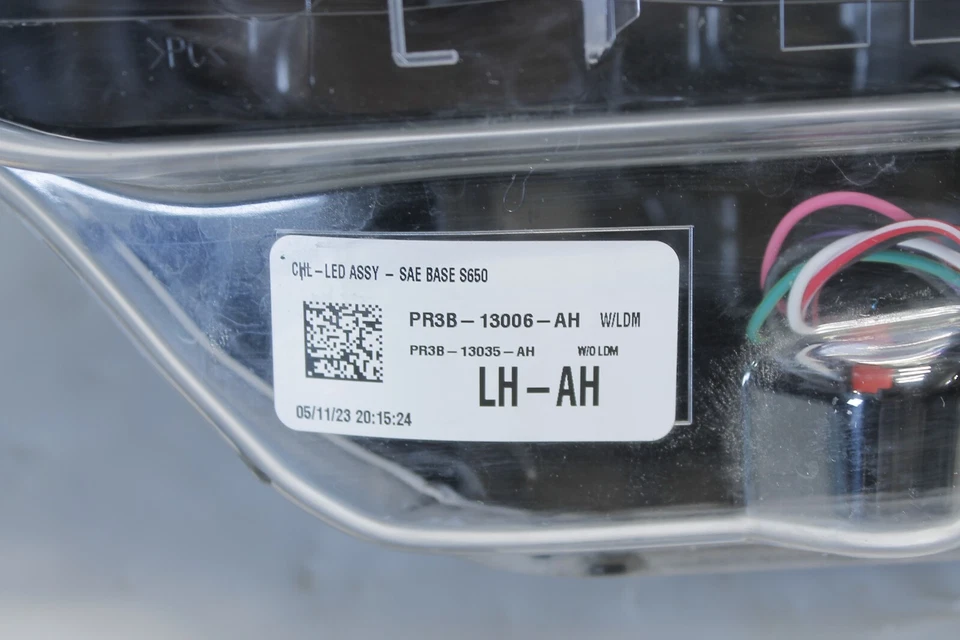 >PC<
CHL-LED ASSY - SAE BASE S650
PR3B-13006-AH W/LDM
PR3B-13035-AH W/O LDM
LH-AH
05/11/23 20:15:24